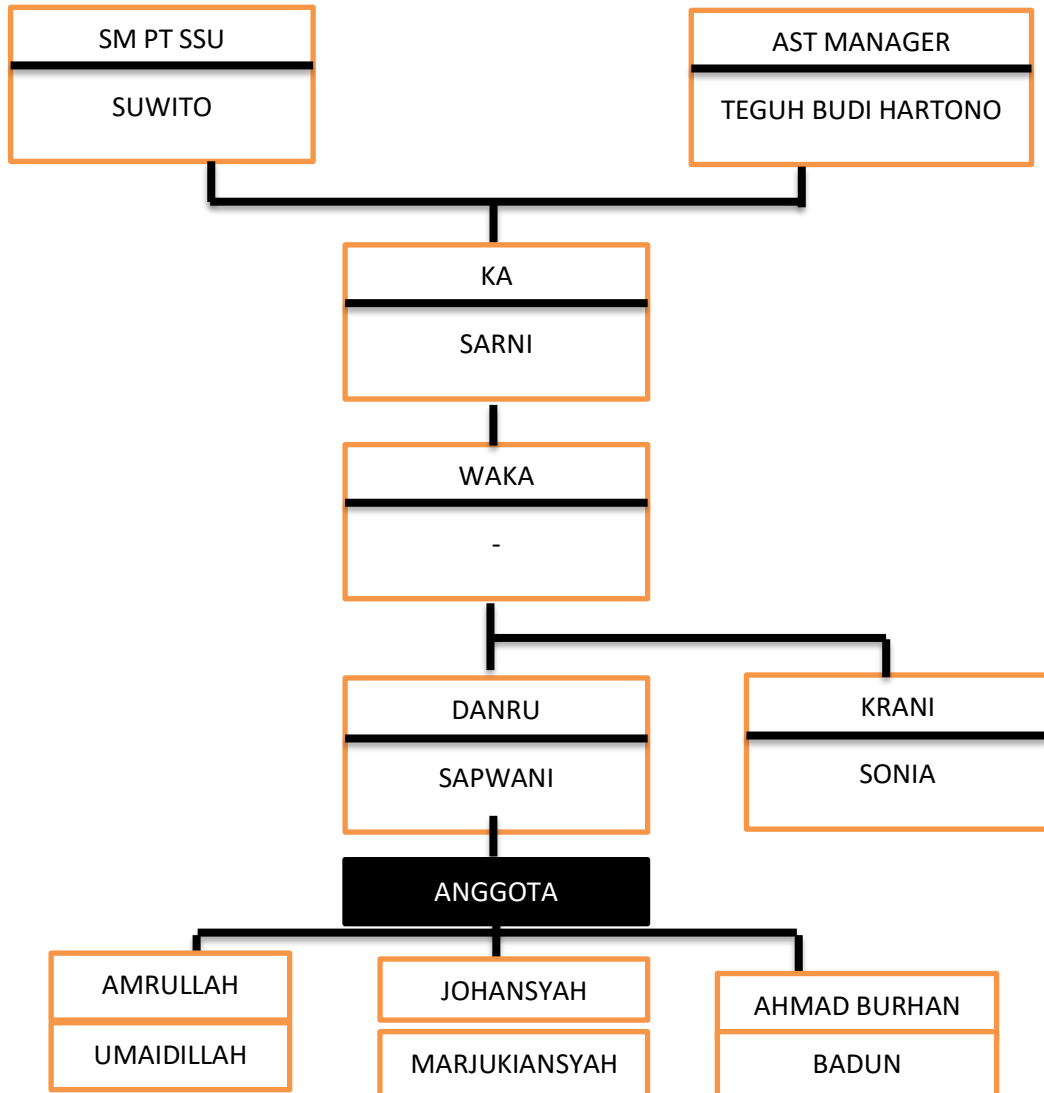 SM PT SSU
SUWITO
AST MANAGER
TEGUH BUDI HARTONO
KA
SARNI
WAKA
-
DANRU
SAPWANI
KRANI
SONIA
ANGGOTA
AMRULLAH
UMAIDILLAH
JOHANSYAH
MARJUKIANSYAH
AHMAD BURHAN
BADUN